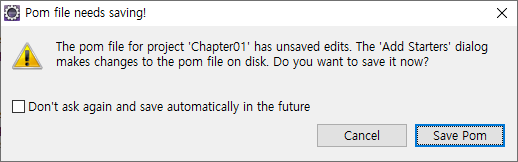 Pom file needs saving!
The pom file for project 'Chapter01' has unsaved edits. The 'Add Starters' dialog
makes changes to the pom file on disk. Do you want to save it now?
Don't ask again and save automatically in the future
Cancel
Save Pom